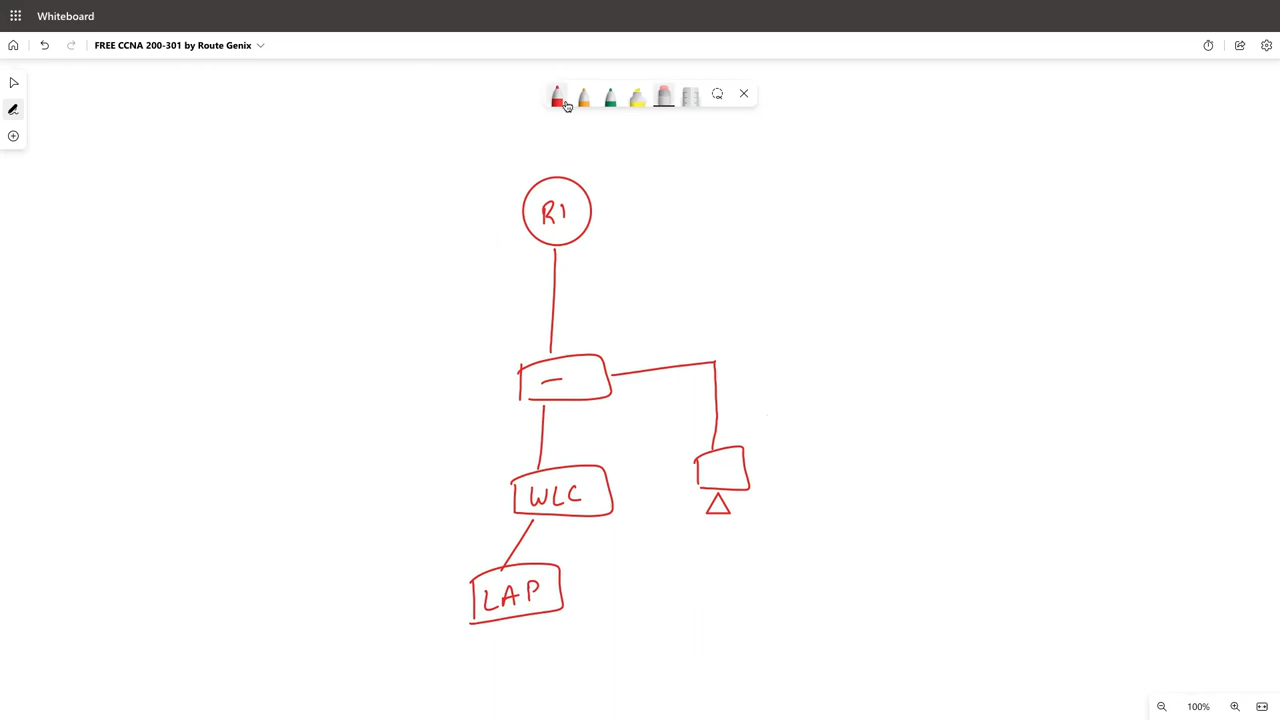 Whiteboard
FREE CCNA 200-301 by Route Genix
R1
WLC
LAP
100%